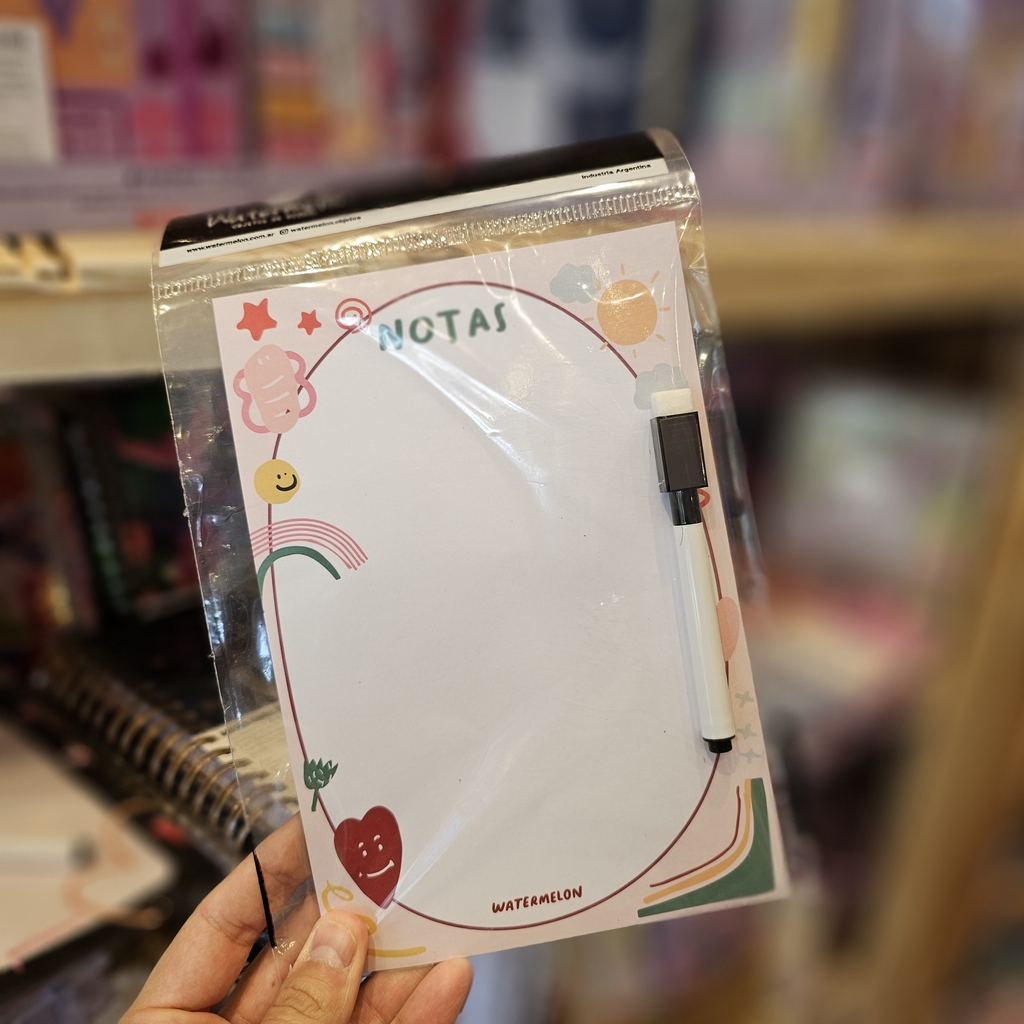 Industria Argentina
www.watermelon.com.ar watermelon.objetos
NOTAS
WATERMELON